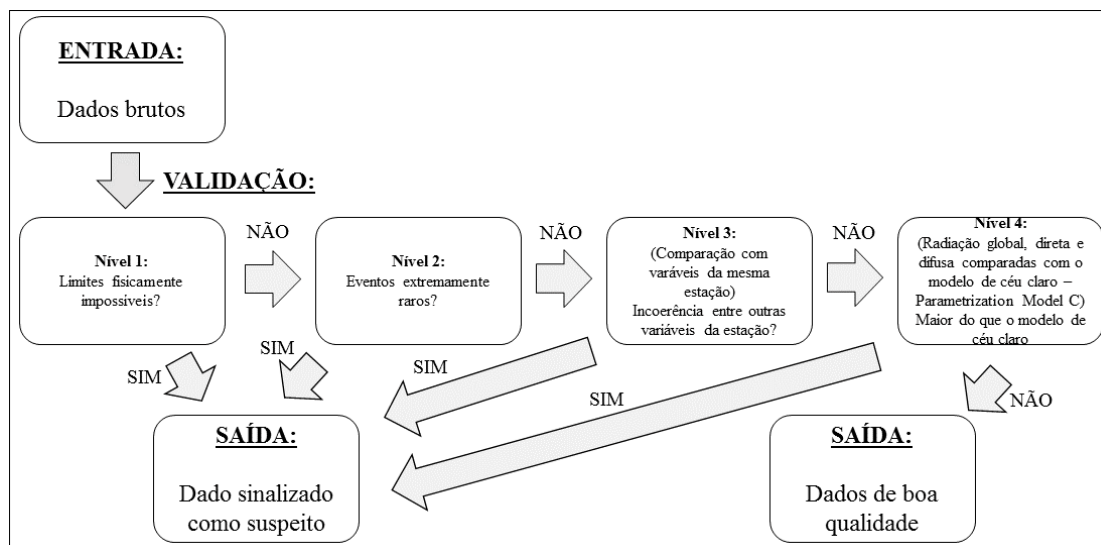 ENTRADA:
Dados brutos
VALIDAÇÃO:
Nível 1:
Limites fisicamente
impossiveis?
NÃO
Nível 2:
Eventos extremamente
raros?
NÃO
Nível 3:
(Comparação com
varáveis da mesma
estação)
Incoerência entre outras
variáveis da estação?
NÃO
Nível 4:
(Radiação global, direta e
difusa comparadas com o
modelo de céu claro –
Parametrization Model C)
Maior do que o modelo de
céu claro
SIM
SIM
SIM
SIM
NÃO
SAÍDA:
Dado sinalizado
como suspeito
SAÍDA:
Dados de boa
qualidade